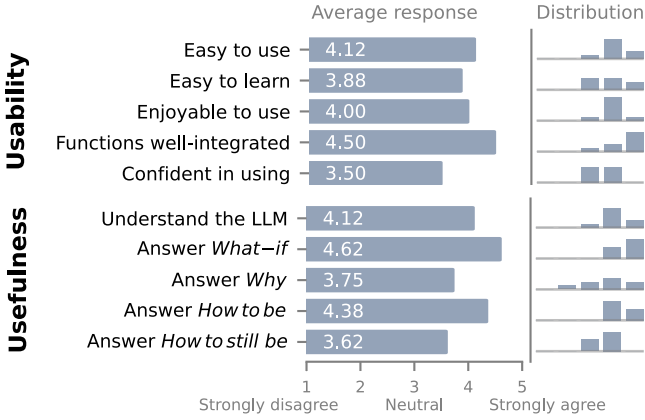 Average response Distribution
Usability
Easy to use 4.12
Easy to learn 3.88
Enjoyable to use 4.00
Functions well-integrated 4.50
Confident in using 3.50
Usefulness
Understand the LLM 4.12
Answer What−if 4.62
Answer Why 3.75
Answer How to be 4.38
Answer How to still be 3.62
1 2 3 4 5
Strongly disagree Neutral Strongly agree